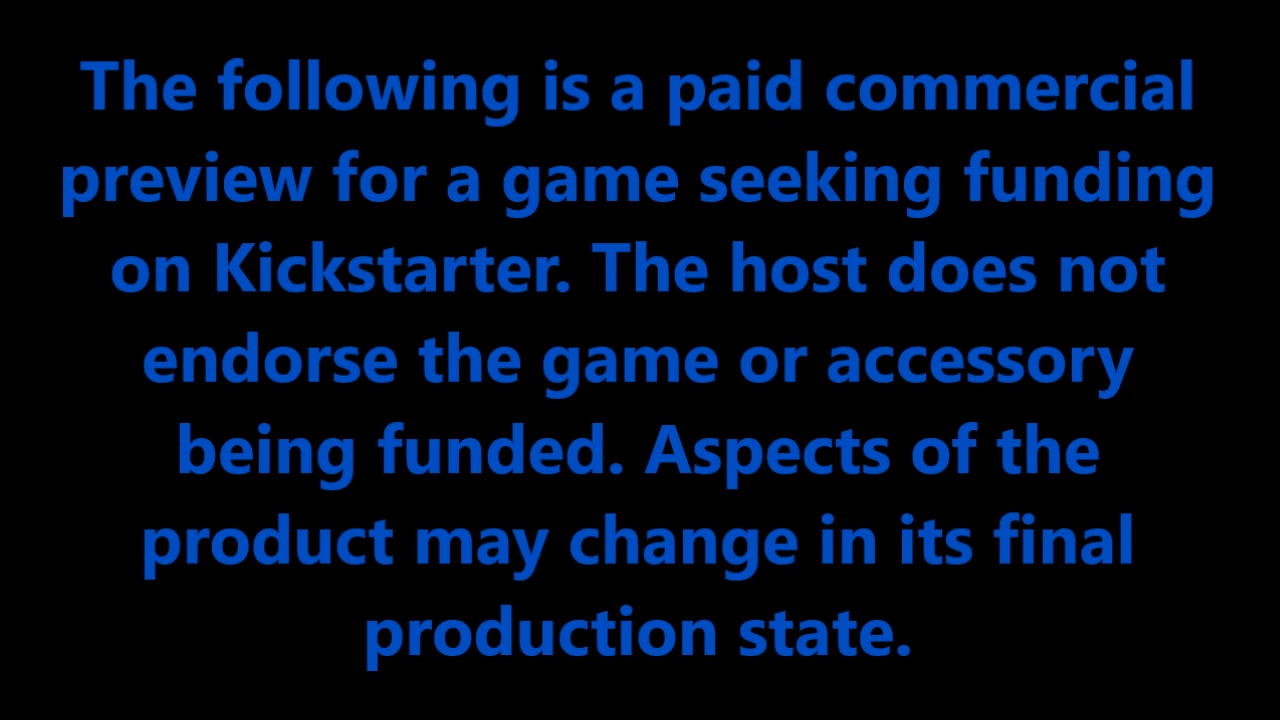 The following is a paid commercial
preview for a game seeking funding
on Kickstarter. The host does not
endorse the game or accessory
being funded. Aspects of the
product may change in its final
production state.